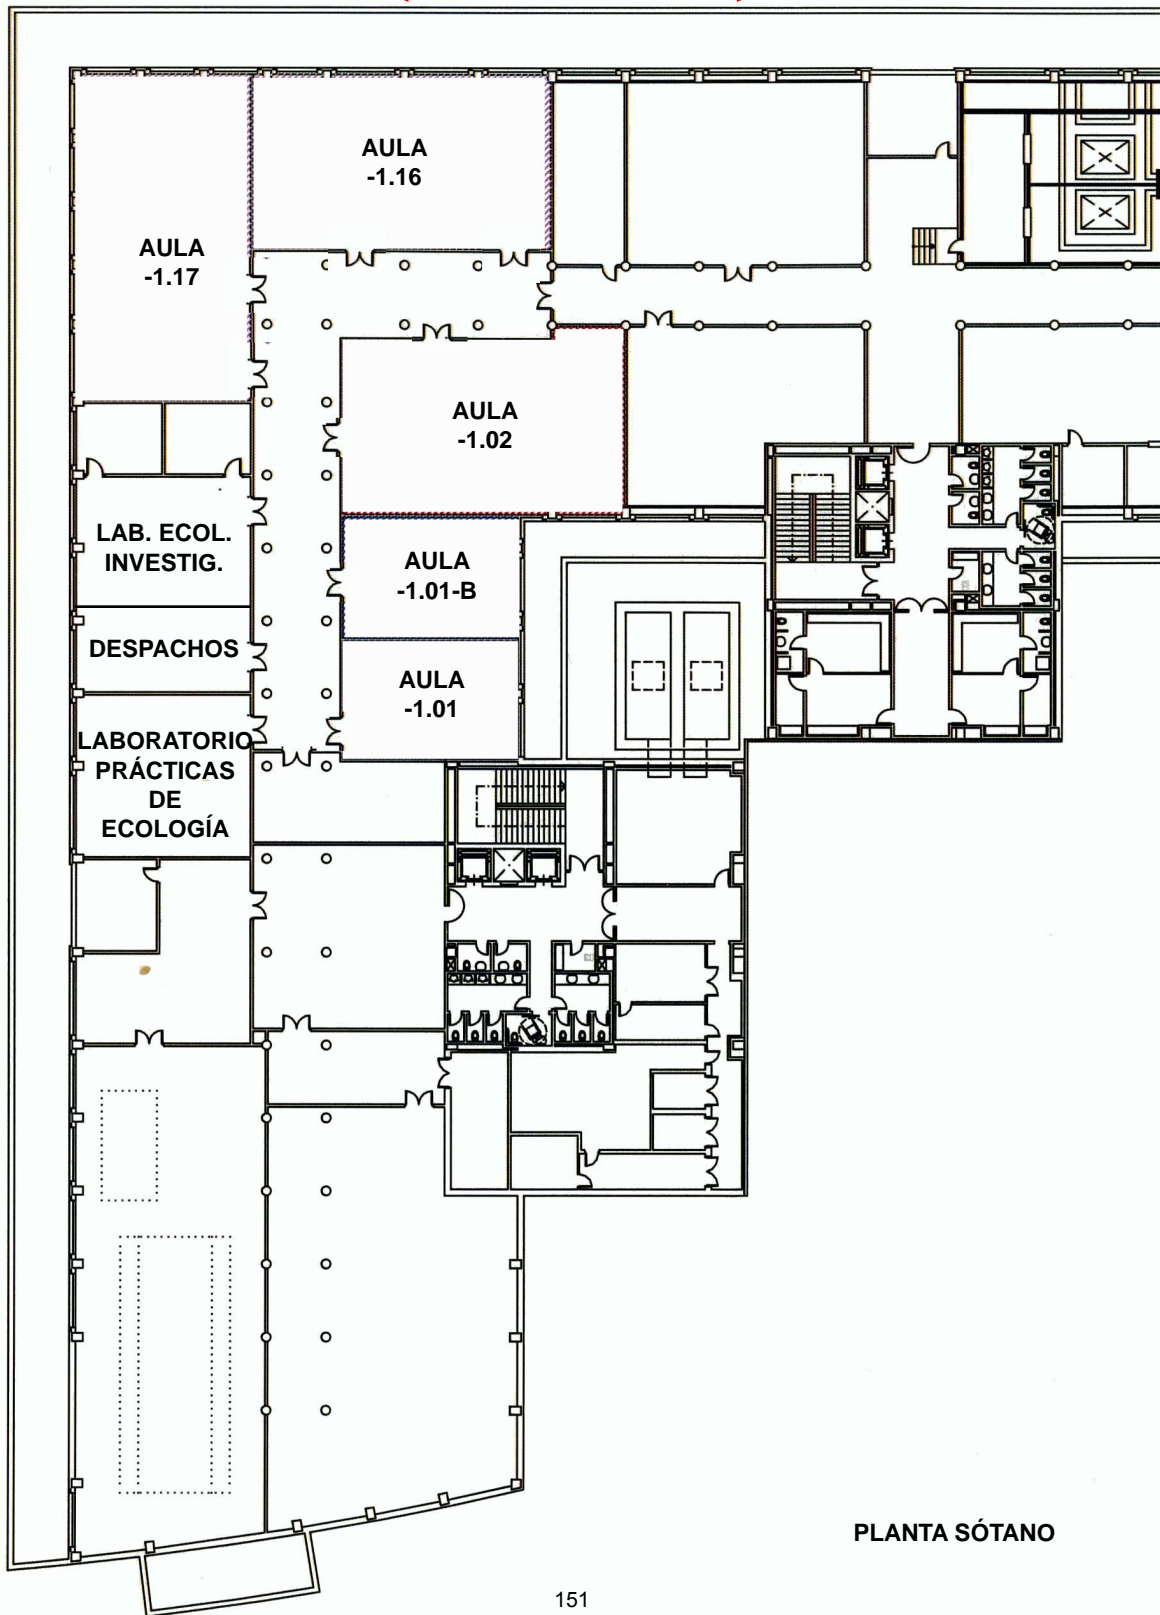 AULA
-1.16
AULA
-1.17
AULA
-1.02
LAB. ECOL.
INVESTIG.
AULA
-1.01-B
DESPACHOS
AULA
-1.01
LABORATORIO
PRÁCTICAS
DE
ECOLOGÍA
PLANTA SÓTANO
151